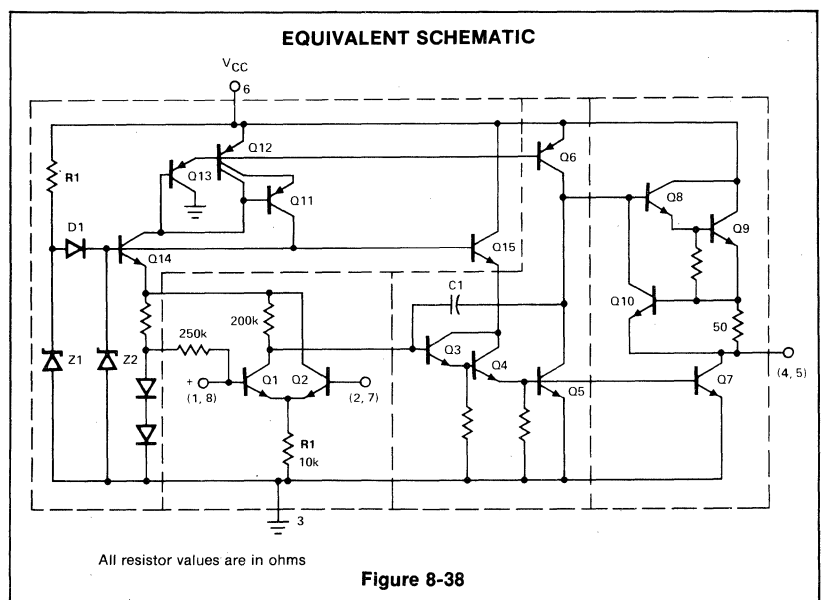 EQUIVALENT SCHEMATIC
VCC
6
R1
Q12
Q13
Q11
Q6
Q8
D1
Q14
Q15
Q9
C1
Q10
200k
250k
50
Z1
Z2
Q3
Q4
+
(1, 8)
Q1
Q2
(2, 7)
Q5
Q7
(4, 5)
R1
10k
3
All resistor values are in ohms
Figure 8-38